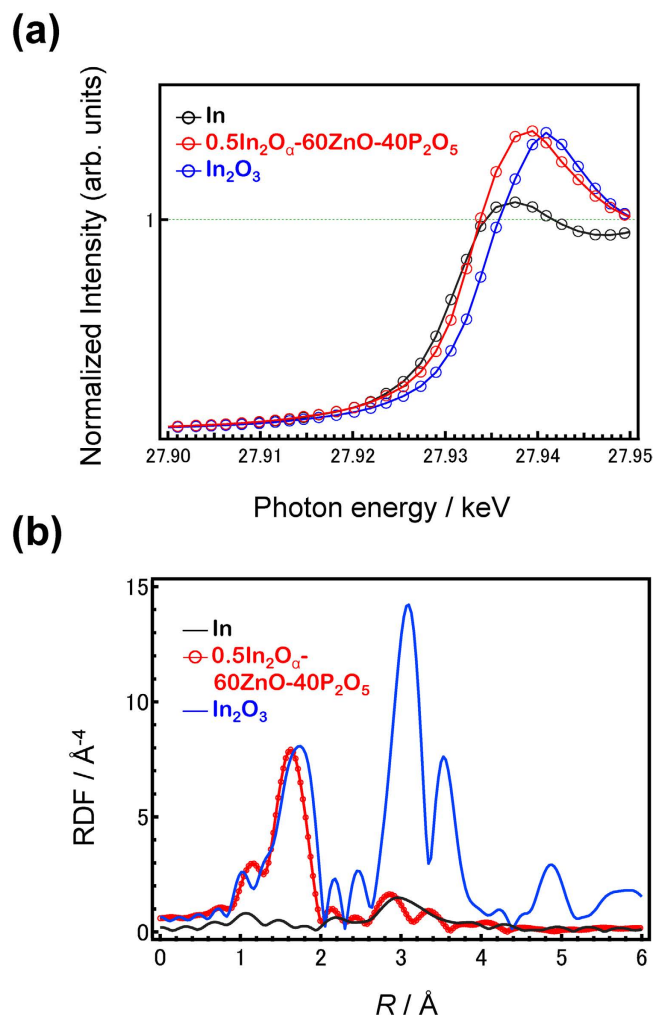 (a)
Normalized Intensity (arb. units)
In
0.5In₂Oα-60ZnO-40P₂O₅
In₂O₃
1
27.90 27.91 27.92 27.93 27.94 27.95
Photon energy / keV
(b)
RDF / Å⁻⁴
15
10
5
0
In
0.5In₂Oα-
60ZnO-40P₂O₅
In₂O₃
0 1 2 3 4 5 6
R / Å